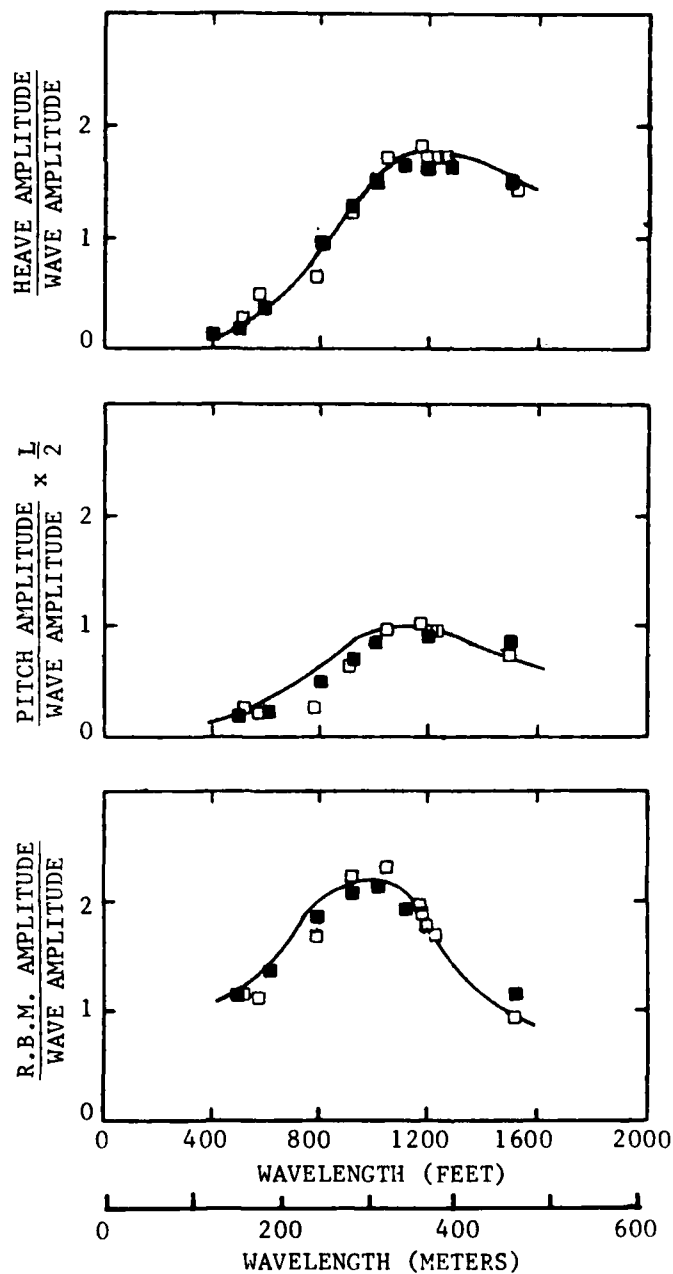 HEAVE AMPLITUDE
WAVE AMPLITUDE
2
1
0
PITCH AMPLITUDE x L
WAVE AMPLITUDE 2
2
1
0
R.B.M. AMPLITUDE
WAVE AMPLITUDE
2
1
0
0 400 800 1200 1600 2000
WAVELENGTH (FEET)
0 200 400 600
WAVELENGTH (METERS)